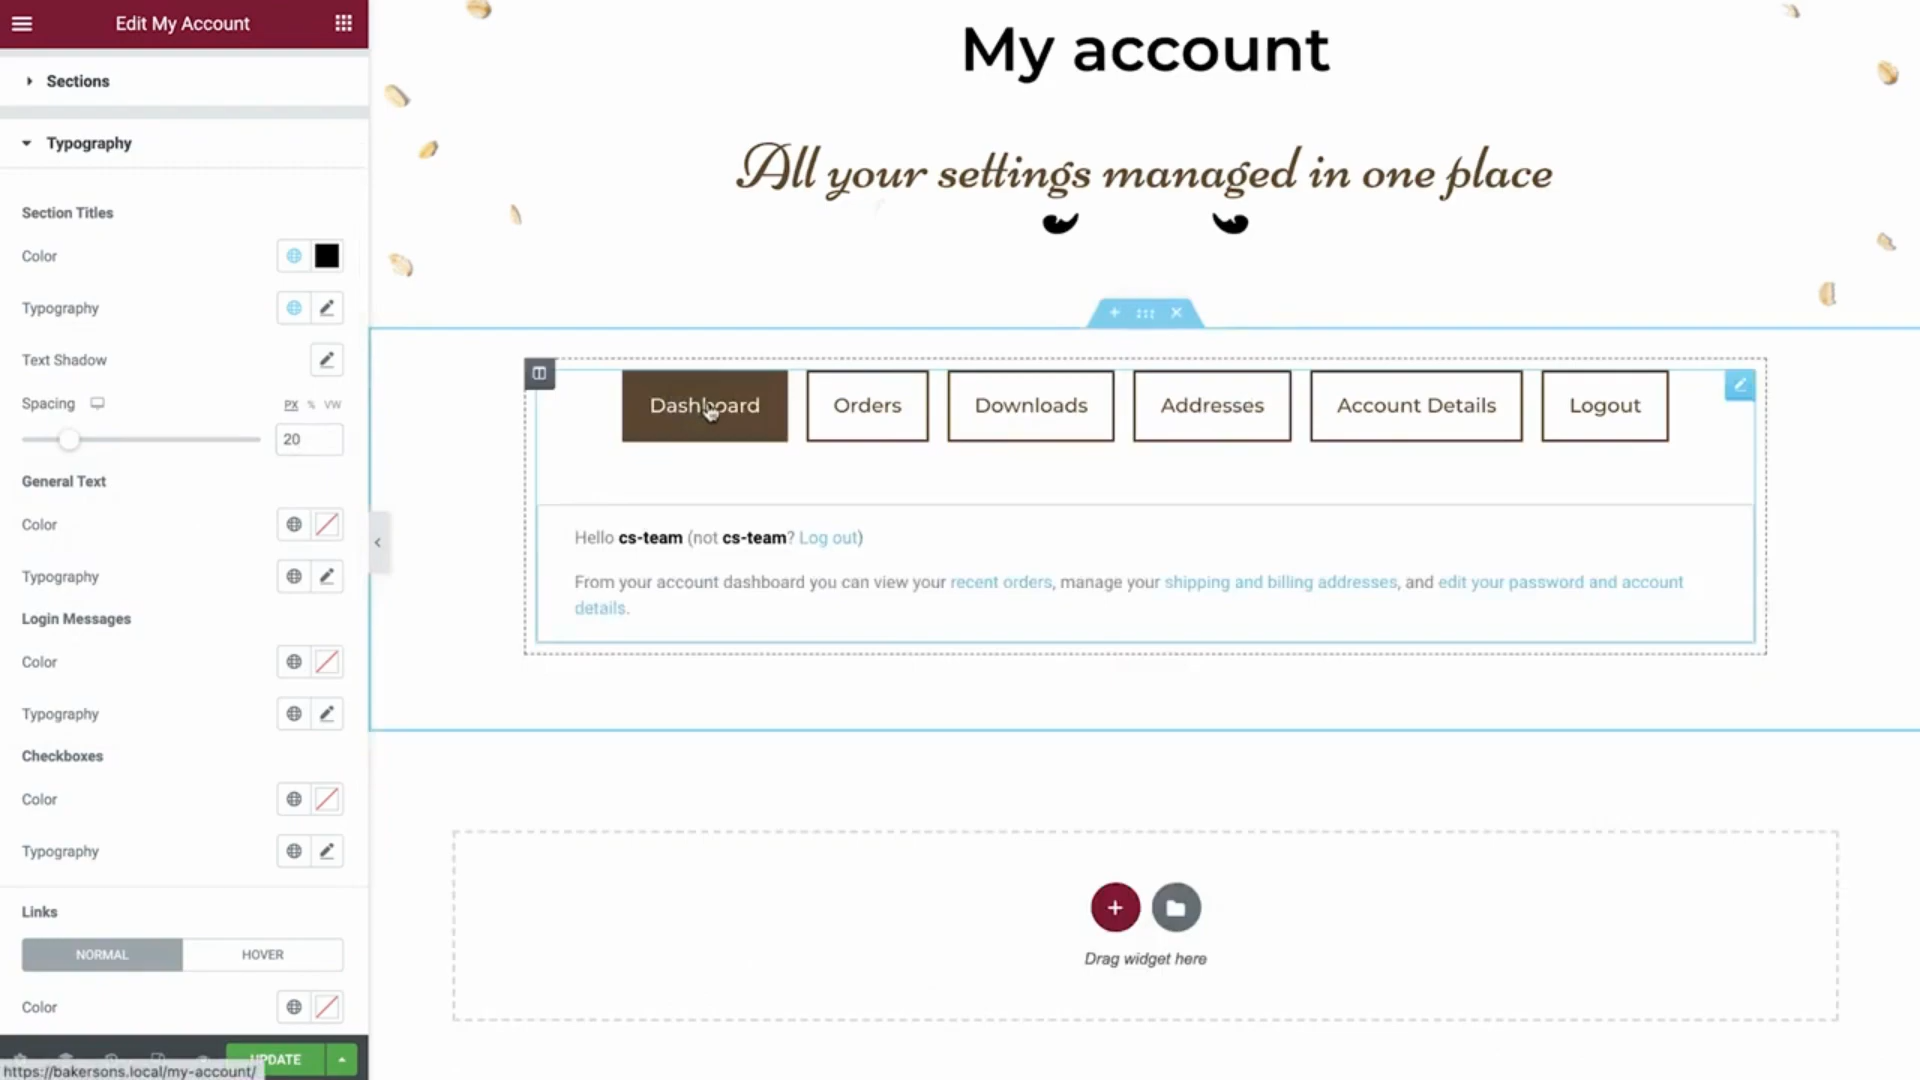 Edit My Account
Sections
Typography
Section Titles
Color
Typography
Text Shadow
Spacing
PX % VW
20
General Text
Color
Typography
Login Messages
Color
Typography
Checkboxes
Color
Typography
Links
NORMAL HOVER
Color
UPDATE
https://bakersons.local/my-account/
My account
All your settings managed in one place
Dashboard Orders Downloads Addresses Account Details Logout
Hello cs-team (not cs-team? Log out)
From your account dashboard you can view your recent orders, manage your shipping and billing addresses, and edit your password and account
details.
Drag widget here